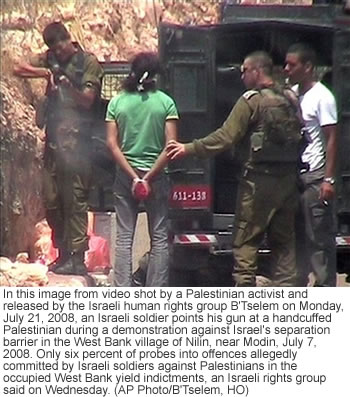 611-138
In this image from video shot by a Palestinian activist and
released by the Israeli human rights group B'Tselem on Monday,
July 21, 2008, an Israeli soldier points his gun at a handcuffed
Palestinian during a demonstration against Israel's separation
barrier in the West Bank village of Nilin, near Modin, July 7,
2008. Only six percent of probes into offences allegedly
committed by Israeli soldiers against Palestinians in the
occupied West Bank yield indictments, an Israeli rights group
said on Wednesday. (AP Photo/B'Tselem, HO)